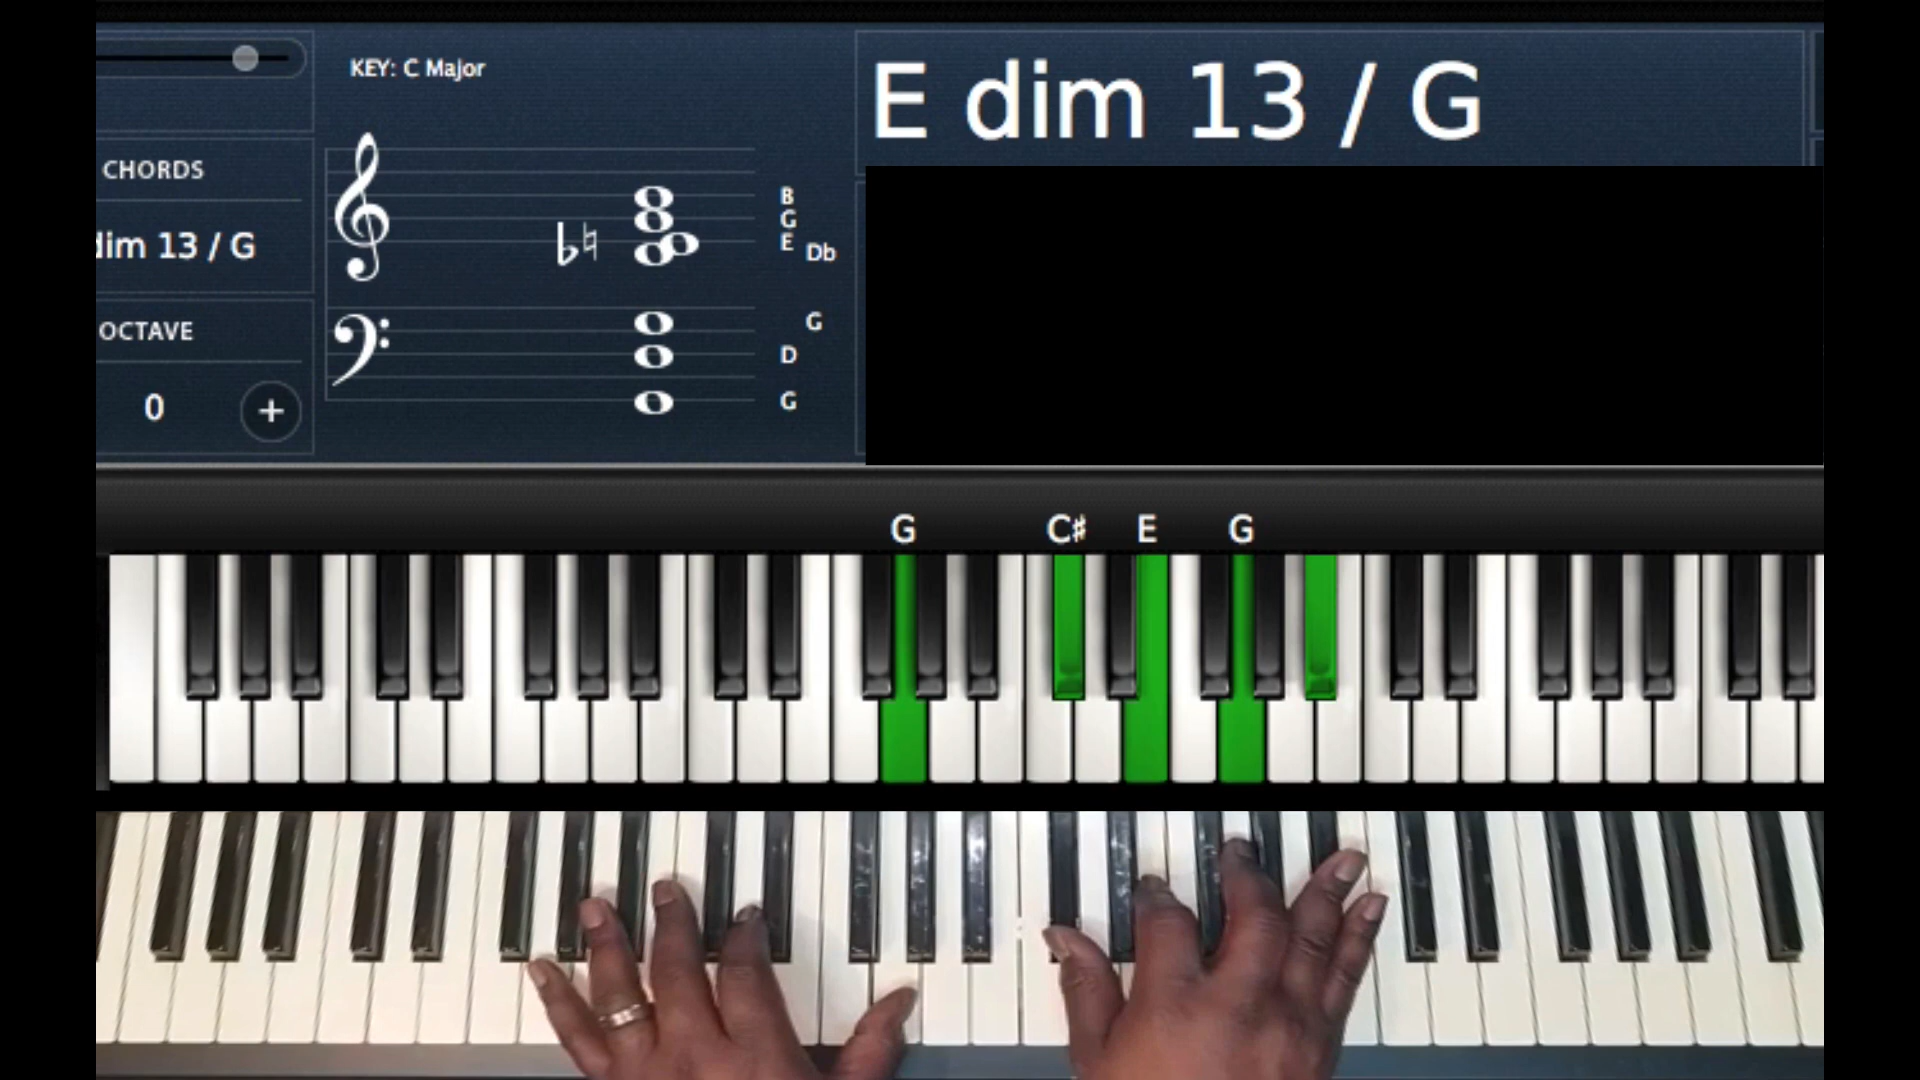 KEY: C Major
E dim 13 / G
CHORDS
dim 13 / G
B
G
E
Db
OCTAVE
G
D
0
+
G
G C♯ E G